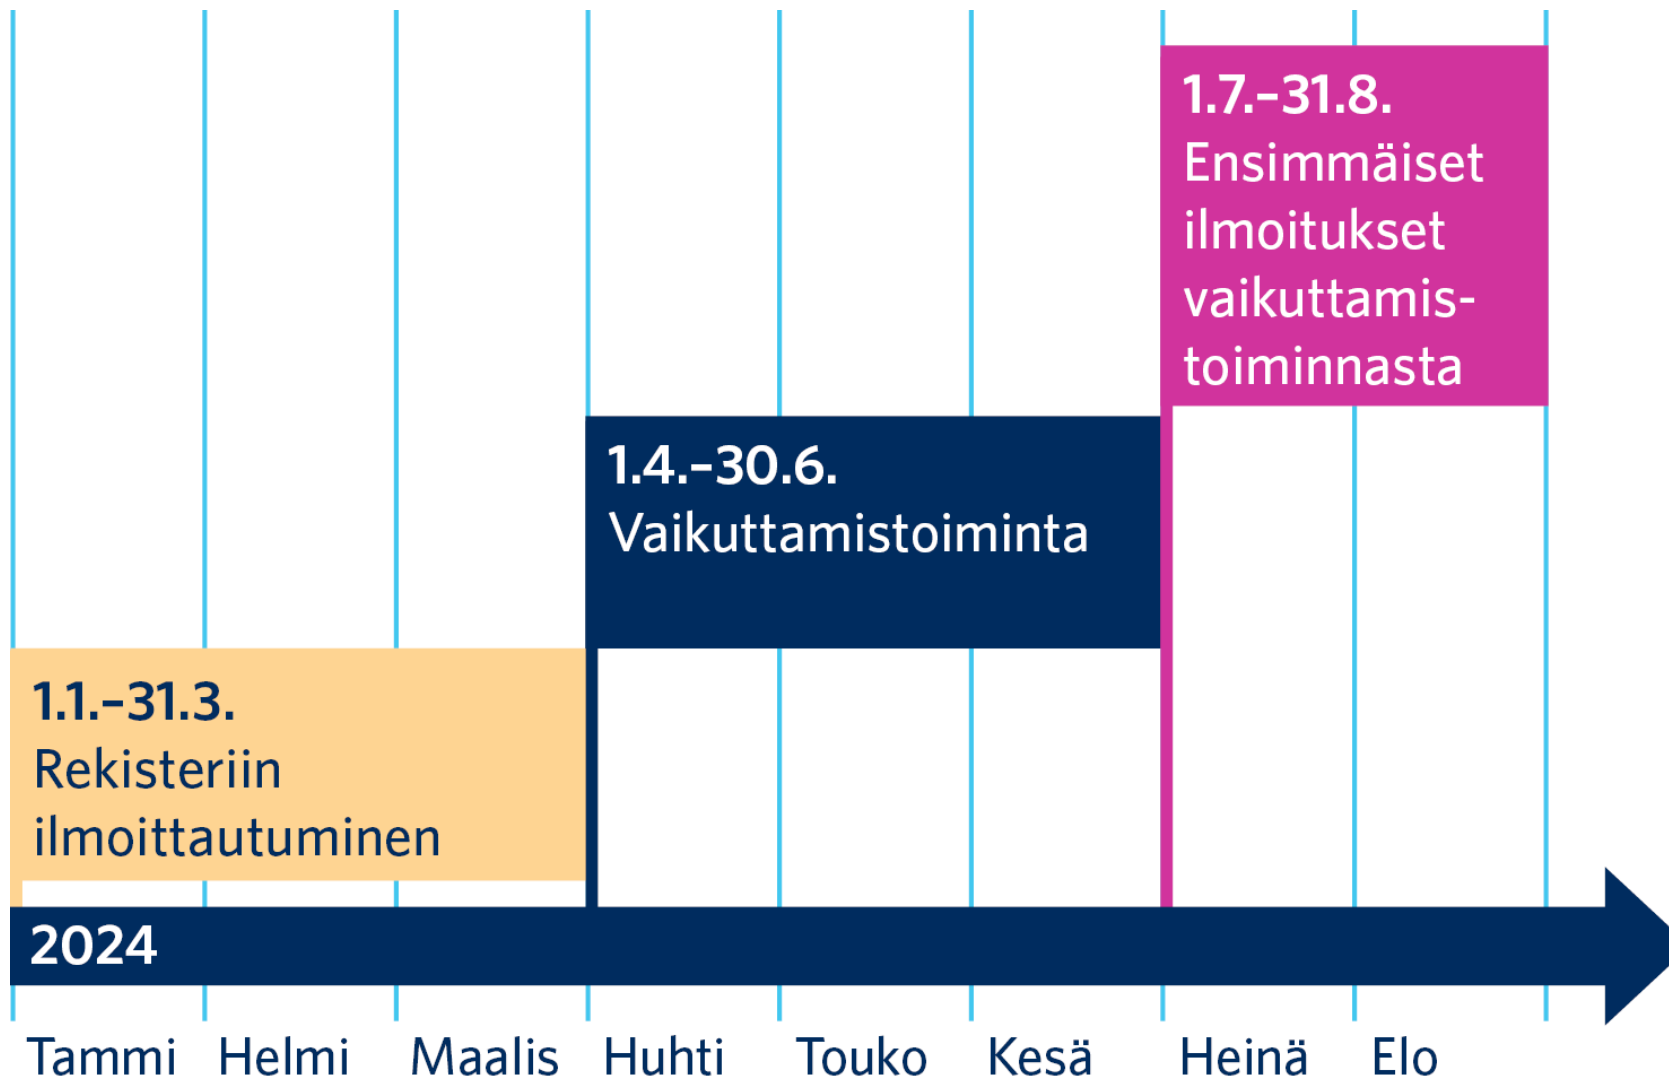 1.7.–31.8.
Ensimmäiset
ilmoitukset
vaikuttamis-
toiminnasta
1.4.–30.6.
Vaikuttamistoiminta
1.1.–31.3.
Rekisteriin
ilmoittautuminen
2024
Tammi Helmi Maalis Huhti Touko Kesä Heinä Elo